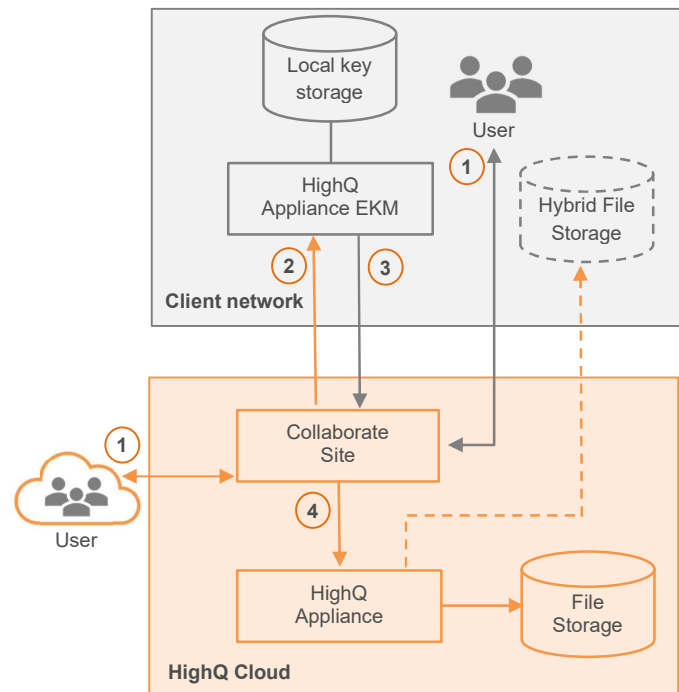 Local key
storage
User
1
HighQ
Appliance EKM
Hybrid File
Storage
2
3
Client network
1
Collaborate
Site
User
4
HighQ
Appliance
File
Storage
HighQ Cloud